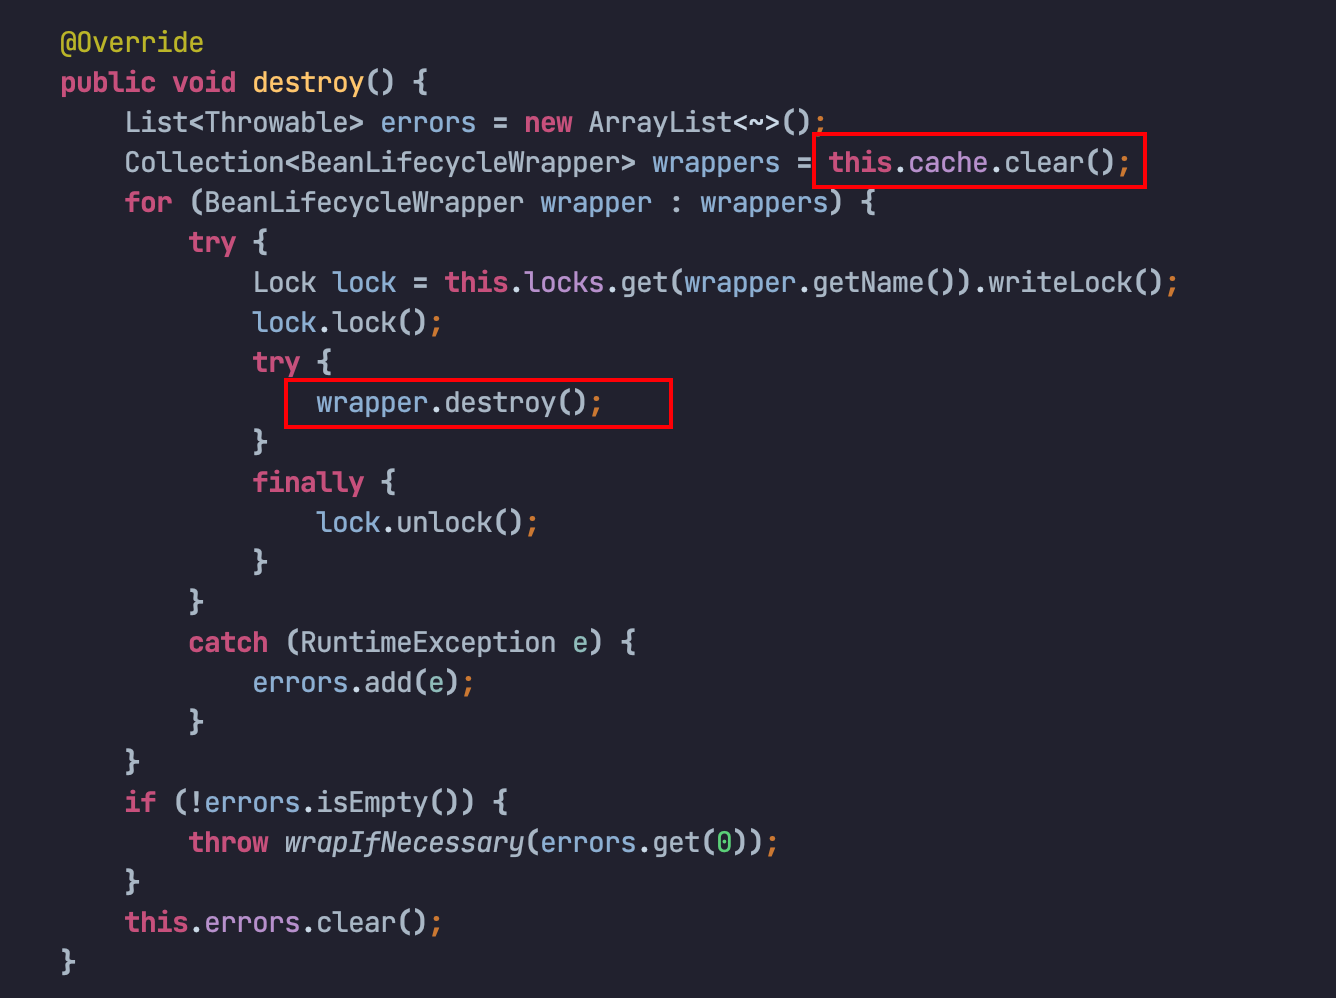 @Override
public void destroy() {
List<Throwable> errors = new ArrayList<~>();
Collection<BeanLifecycleWrapper> wrappers = this.cache.clear();
for (BeanLifecycleWrapper wrapper : wrappers) {
try {
Lock lock = this.locks.get(wrapper.getName()).writeLock();
lock.lock();
try {
wrapper.destroy();
}
finally {
lock.unlock();
}
}
catch (RuntimeException e) {
errors.add(e);
}
}
if (!errors.isEmpty()) {
throw wrapIfNecessary(errors.get(0));
}
this.errors.clear();
}